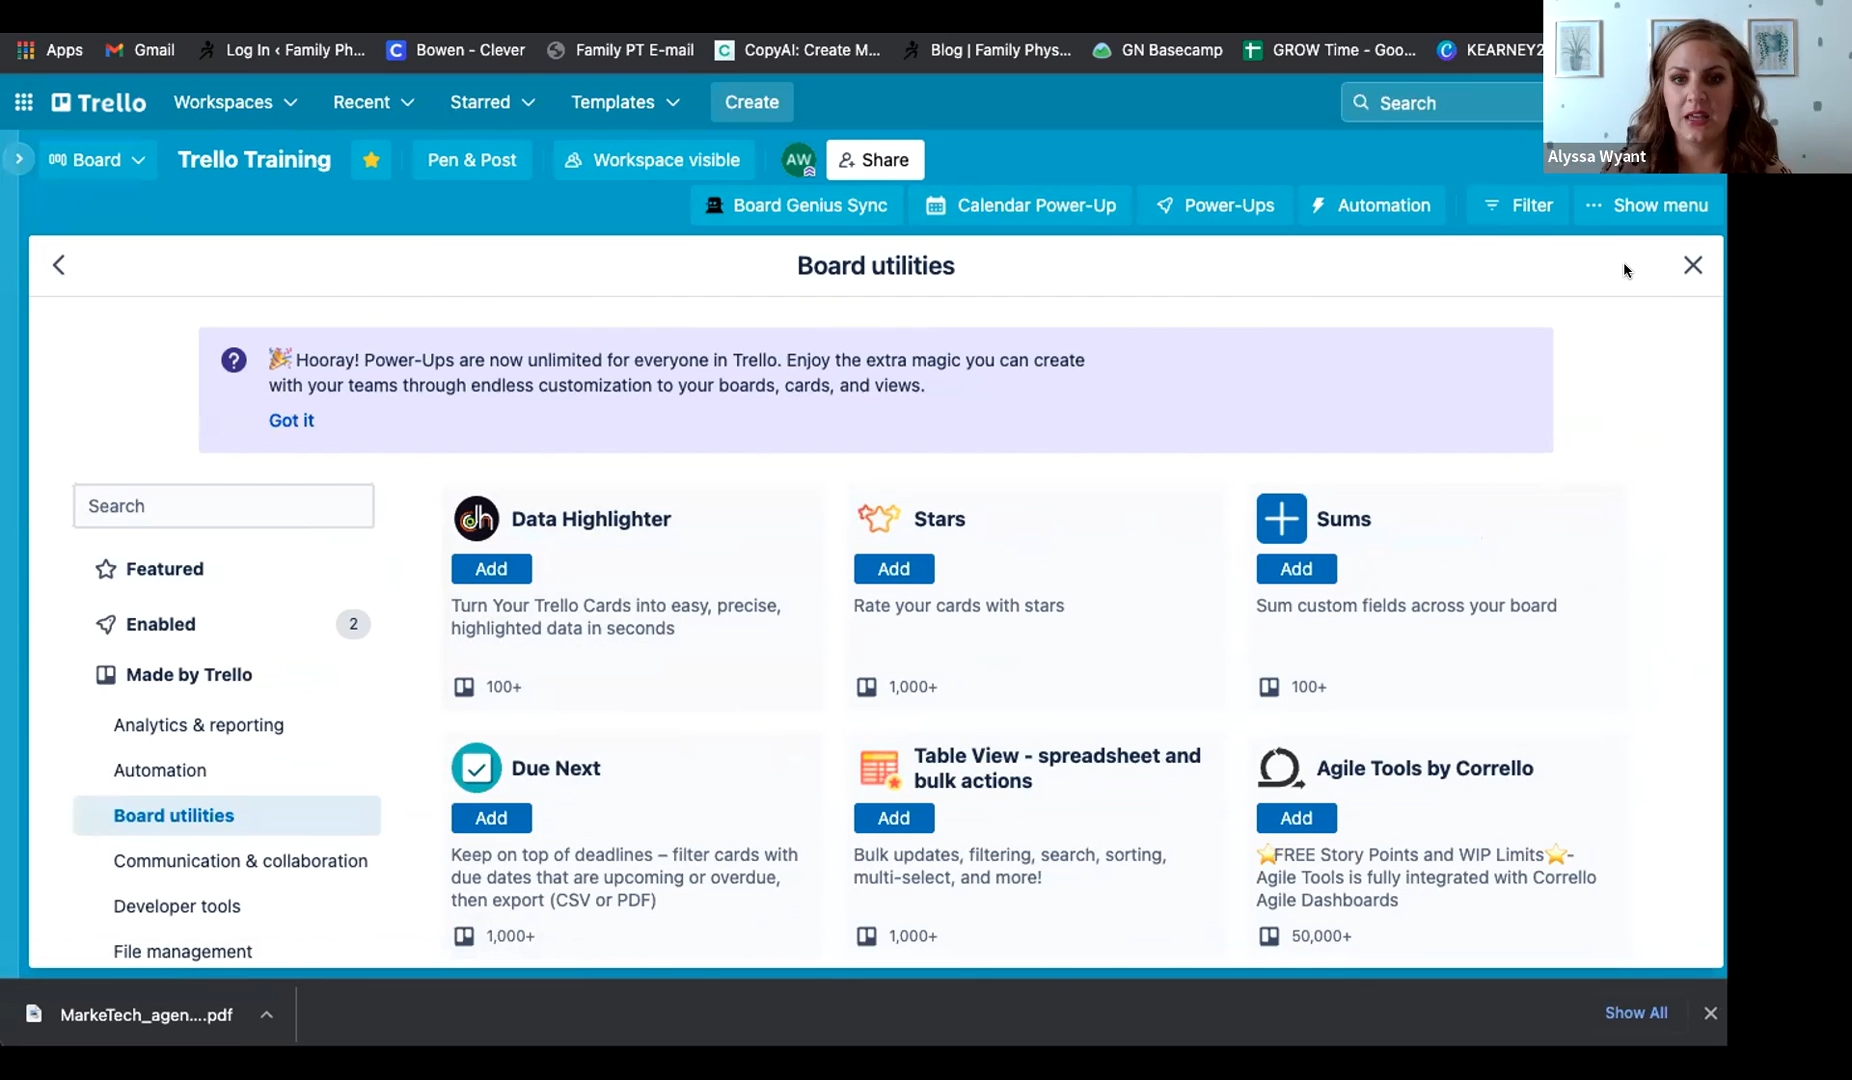 Apps
Gmail
Log In ‹ Family Ph...
Bowen - Clever
Family PT E-mail
CopyAI: Create M...
Blog | Family Phys...
GN Basecamp
GROW Time - Goo...
KEARNEY2
Trello
Workspaces
Recent
Starred
Templates
Create
Search
Alyssa Wyant
Board
Trello Training
Pen & Post
Workspace visible
AW
Share
Board Genius Sync
Calendar Power-Up
Power-Ups
Automation
Filter
Show menu
Board utilities
Hooray! Power-Ups are now unlimited for everyone in Trello. Enjoy the extra magic you can create
with your teams through endless customization to your boards, cards, and views.
Got it
Search
Featured
Enabled 2
Made by Trello
Analytics & reporting
Automation
Board utilities
Communication & collaboration
Developer tools
File management
Data Highlighter
Add
Turn Your Trello Cards into easy, precise,
highlighted data in seconds
100+
Stars
Add
Rate your cards with stars
1,000+
Sums
Add
Sum custom fields across your board
100+
Due Next
Add
Keep on top of deadlines – filter cards with
due dates that are upcoming or overdue,
then export (CSV or PDF)
1,000+
Table View - spreadsheet and
bulk actions
Add
Bulk updates, filtering, search, sorting,
multi-select, and more!
1,000+
Agile Tools by Corrello
Add
⭐FREE Story Points and WIP Limits⭐-
Agile Tools is fully integrated with Corrello
Agile Dashboards
50,000+
MarkeTech_agen....pdf
Show All